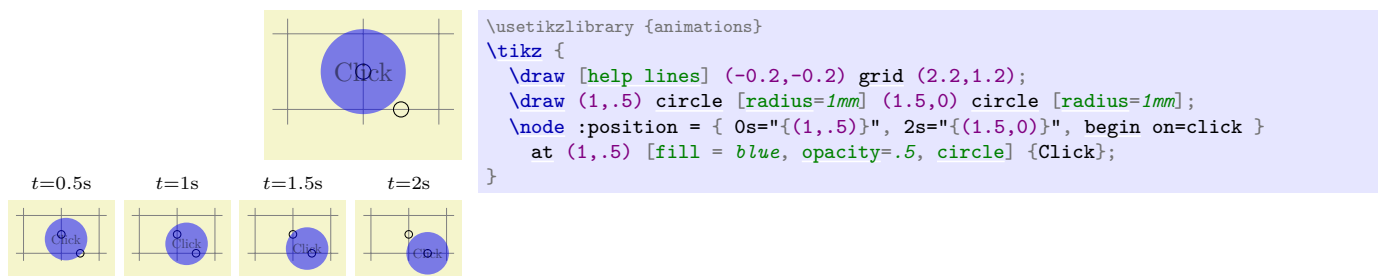 Click
\usetikzlibrary {animations}
\tikz {
  \draw [help lines] (-0.2,-0.2) grid (2.2,1.2);
  \draw (1,.5) circle [radius=1mm] (1.5,0) circle [radius=1mm];
  \node :position = { 0s="{(1,.5)}", 2s="{(1.5,0)}", begin on=click }
    at (1,.5) [fill = blue, opacity=.5, circle] {Click};
}
t=0.5s t=1s t=1.5s t=2s
Click Click Click Click